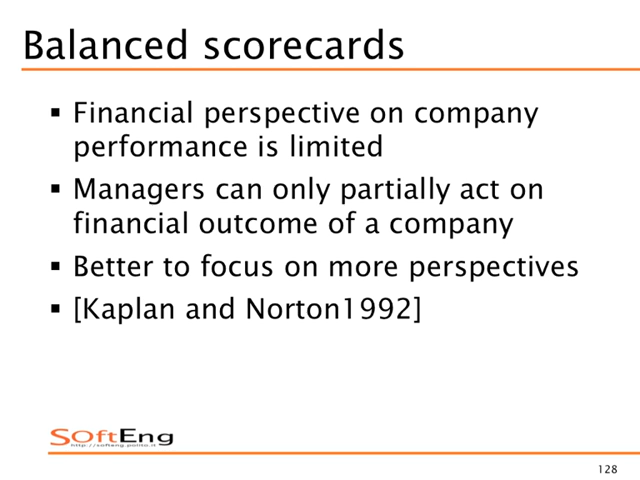 Balanced scorecards
▪ Financial perspective on company
performance is limited
▪ Managers can only partially act on
financial outcome of a company
▪ Better to focus on more perspectives
▪ [Kaplan and Norton1992]
SoftEng
http://softeng.polito.it
128